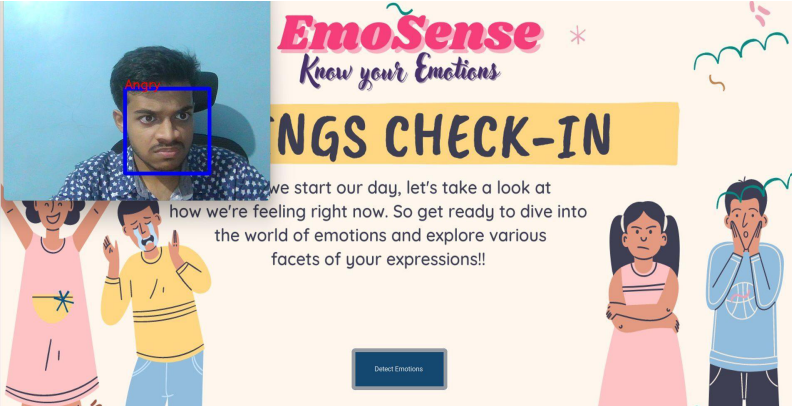 Angry
EmoSense
Know your Emotions
NGS CHECK-IN
we start our day, let's take a look at
how we're feeling right now. So get ready to dive into
the world of emotions and explore various
facets of your expressions!!
Detect Emotions